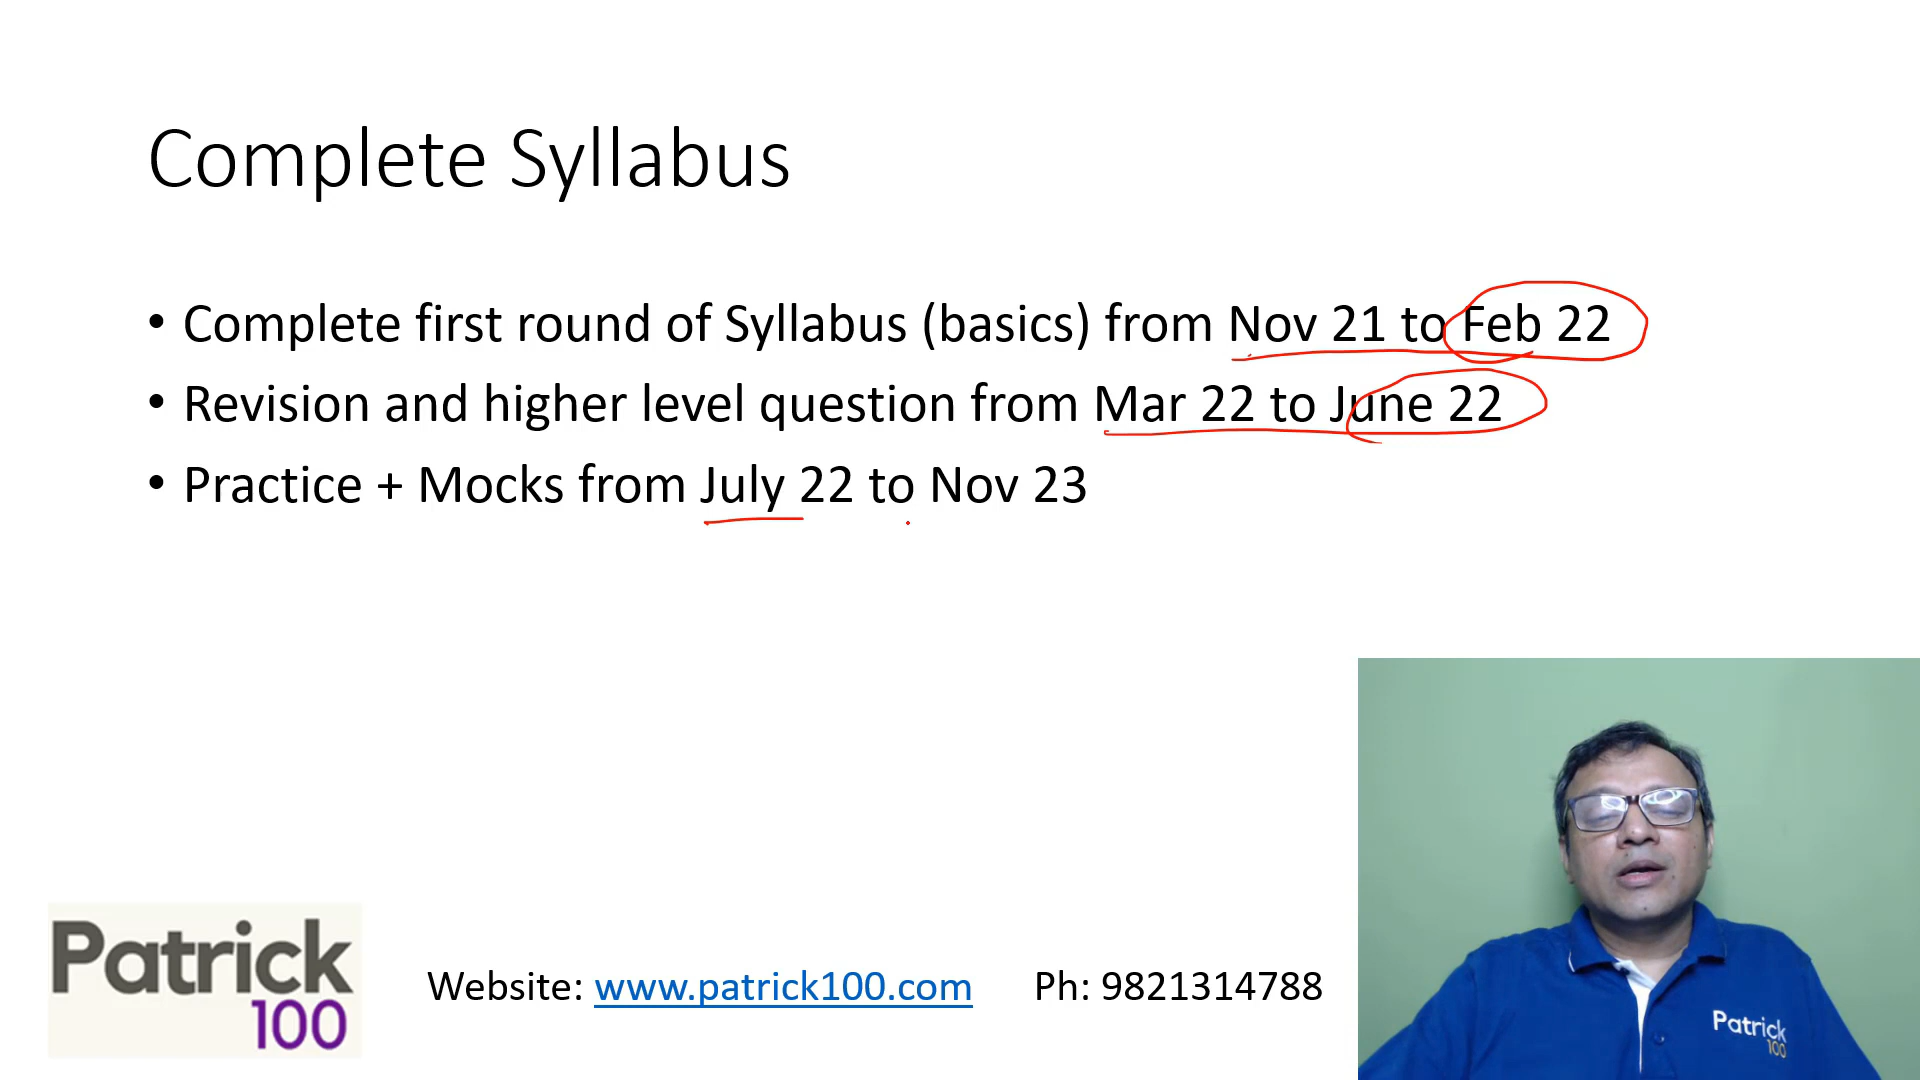 Complete Syllabus
• Complete first round of Syllabus (basics) from Nov 21 to Feb 22
• Revision and higher level question from Mar 22 to June 22
• Practice + Mocks from July 22 to Nov 23
Patrick
100
Website: www.patrick100.com Ph: 9821314788
Patrick
100